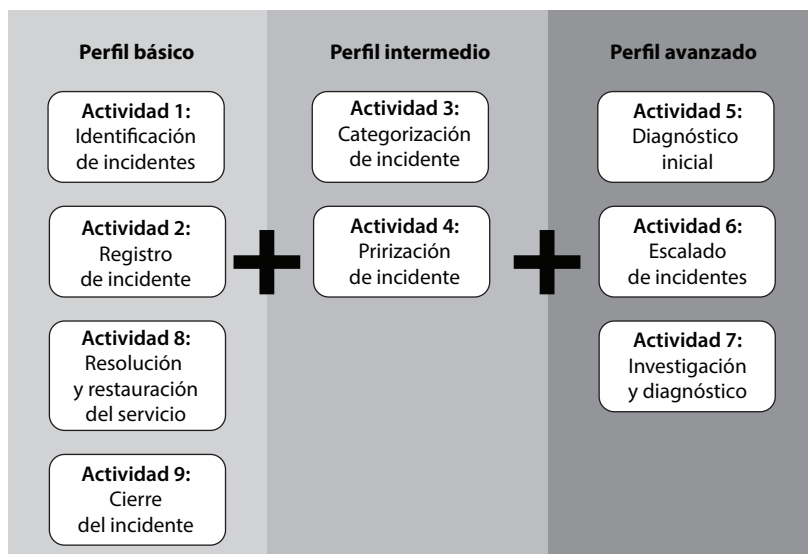 Perfil básico
Actividad 1:
Identificación
de incidentes
Actividad 2:
Registro
de incidente
Actividad 8:
Resolución
y restauración
del servicio
Actividad 9:
Cierre
del incidente
Perfil intermedio
Actividad 3:
Categorización
de incidente
Actividad 4:
Prirización
de incidente
Perfil avanzado
Actividad 5:
Diagnóstico
inicial
Actividad 6:
Escalado
de incidentes
Actividad 7:
Investigación
y diagnóstico